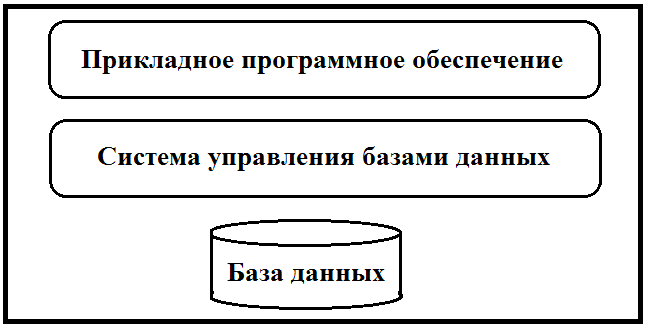 Прикладное программное обеспечение
Система управления базами данных
База данных